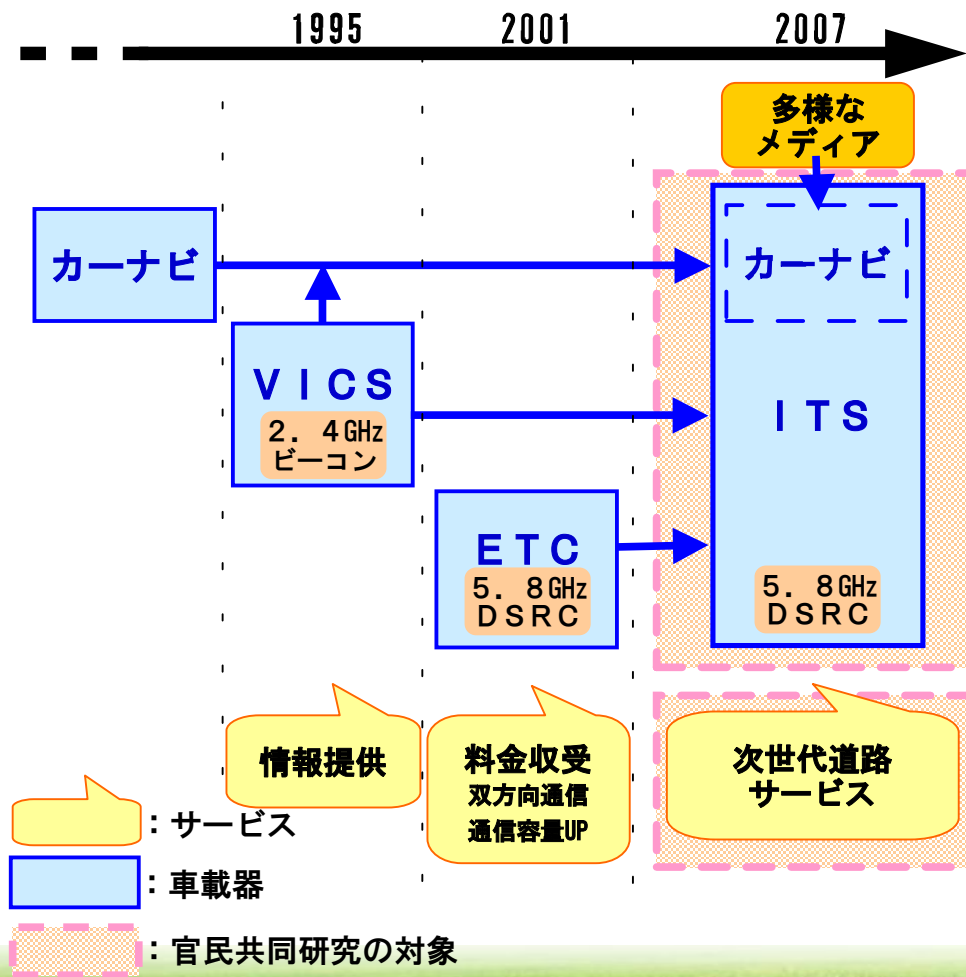 1995
2001
2007
多様な
メディア
カーナビ
カーナビ
ＶＩＣＳ
2. 4GHz
ビーコン
ＩＴＳ
ＥＴＣ
5. 8GHz
ＤＳＲＣ
5. 8GHz
ＤＳＲＣ
情報提供
料金収受
双方向通信
通信容量UP
次世代道路
サービス
：サービス
：車載器
：官民共同研究の対象